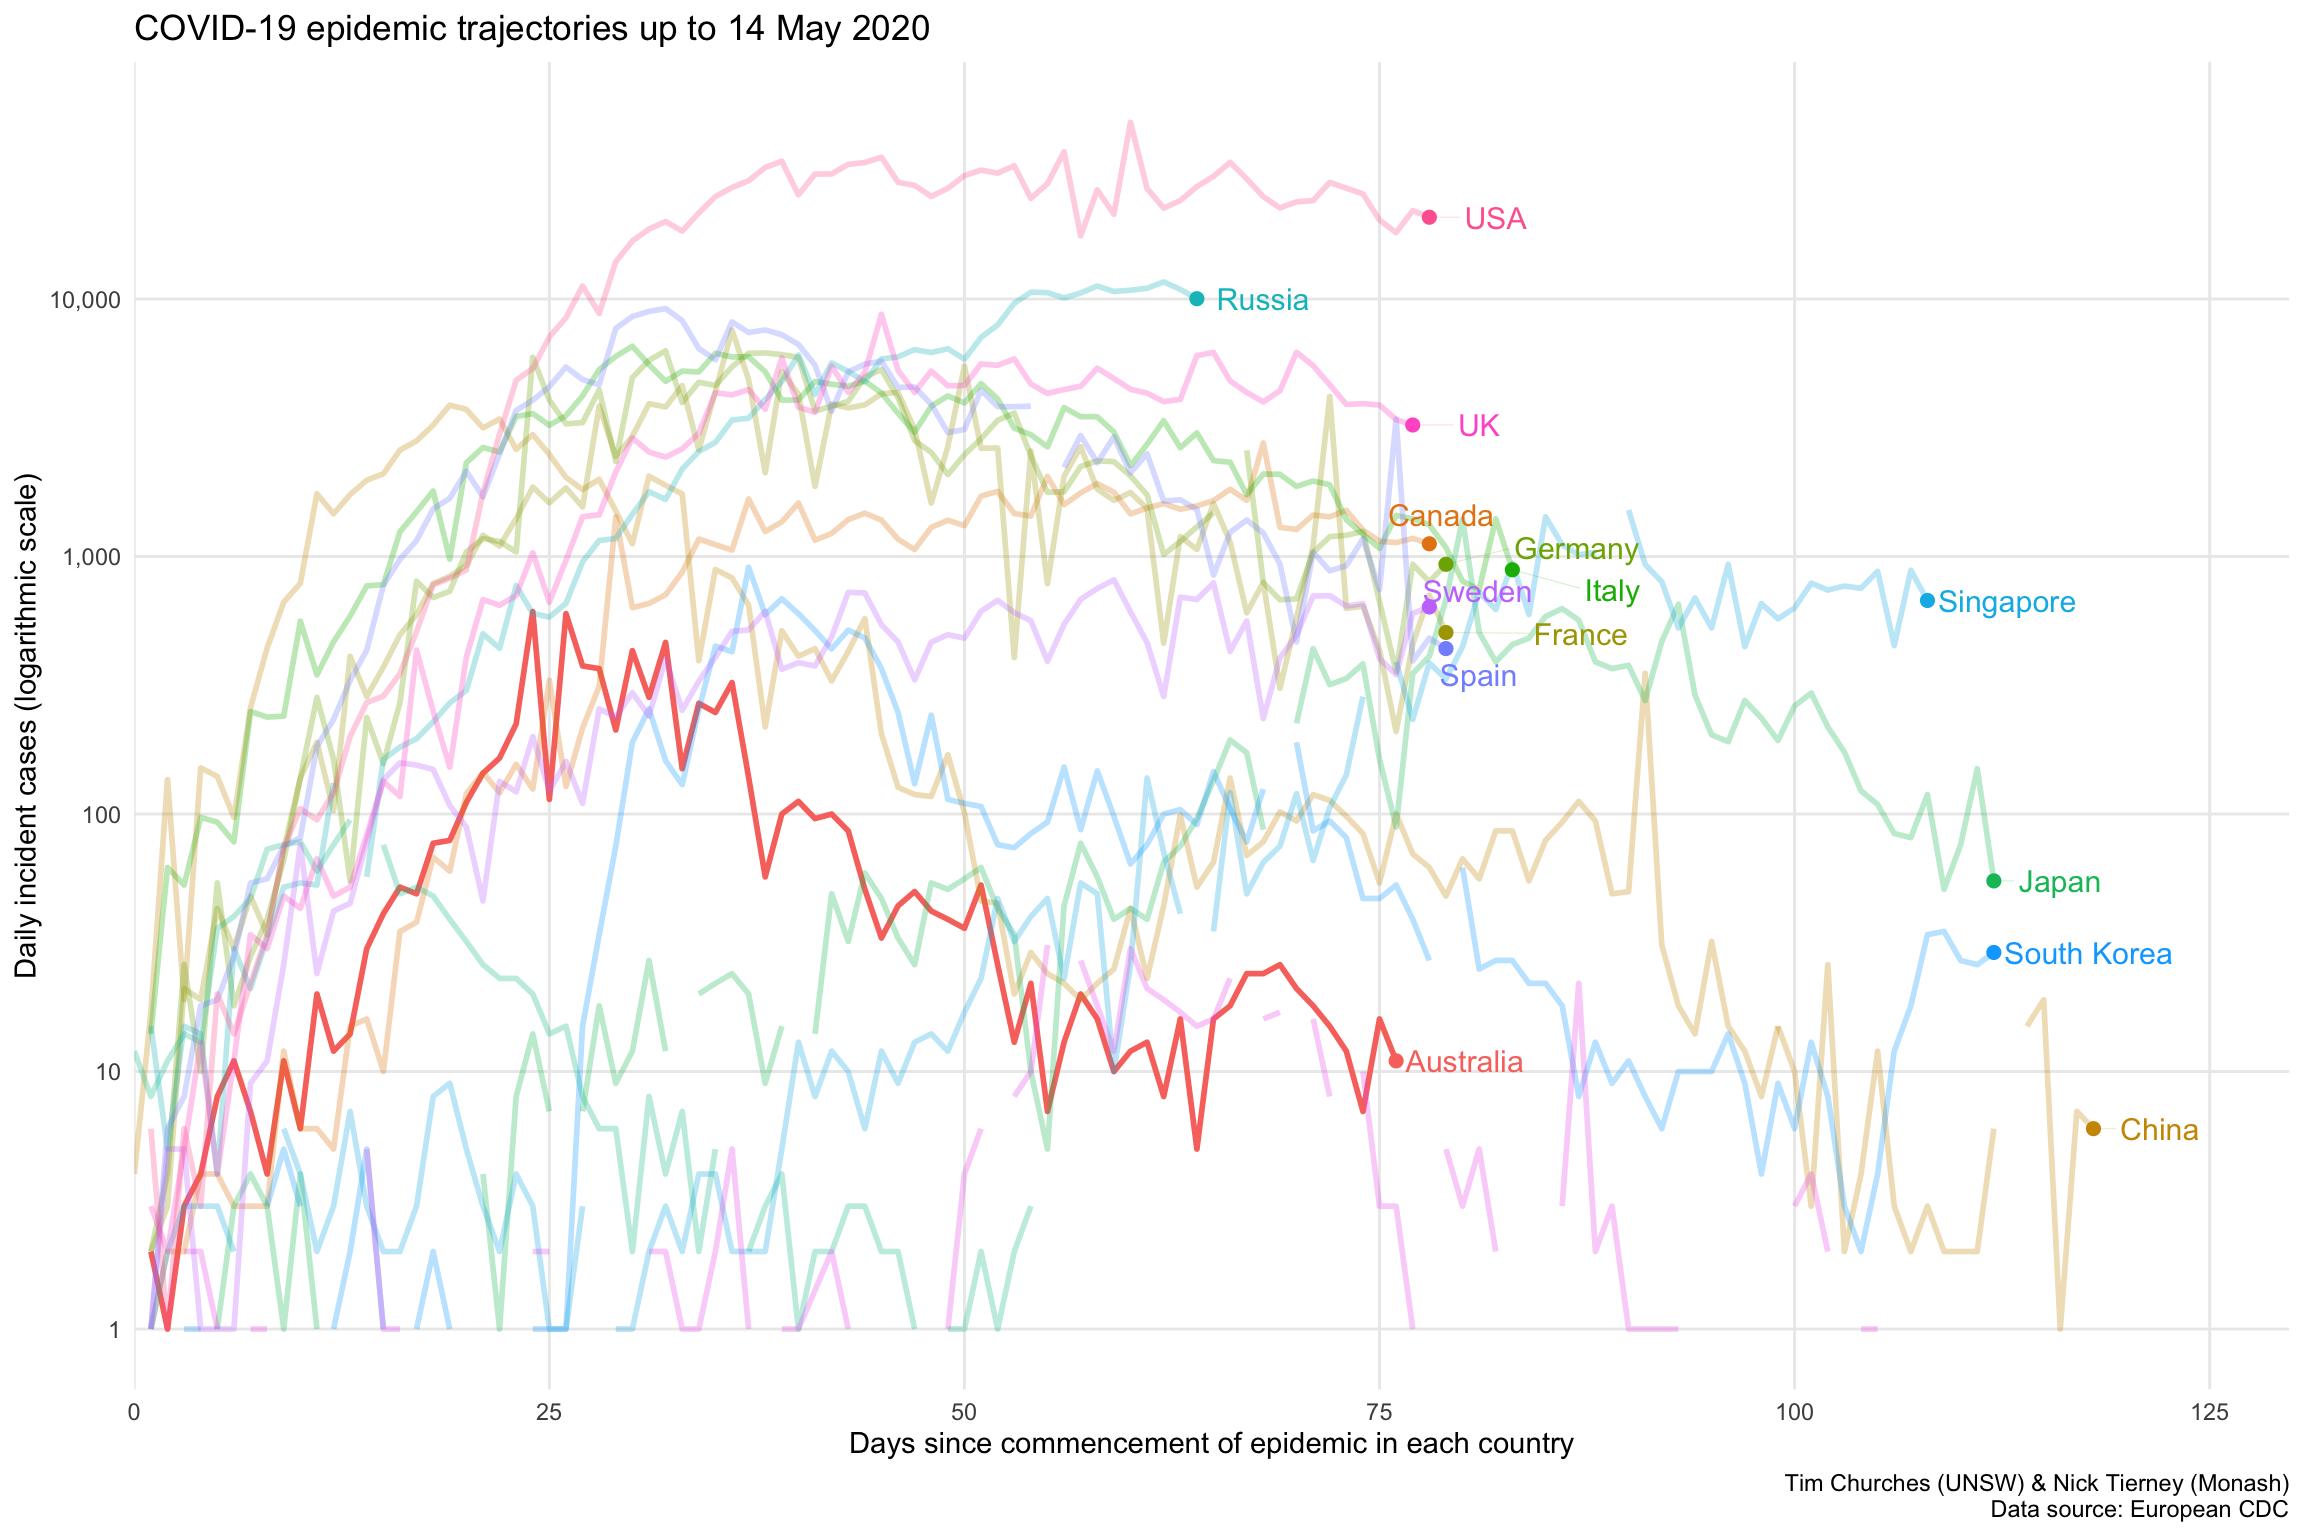 COVID-19 epidemic trajectories up to 14 May 2020
Daily incident cases (logarithmic scale)
10,000
1,000
100
10
1
USA
Russia
UK
Canada
Germany
Italy
Sweden
Singapore
France
Spain
Japan
South Korea
Australia
China
0 25 50 75 100 125
Days since commencement of epidemic in each country
Tim Churches (UNSW) & Nick Tierney (Monash)
Data source: European CDC